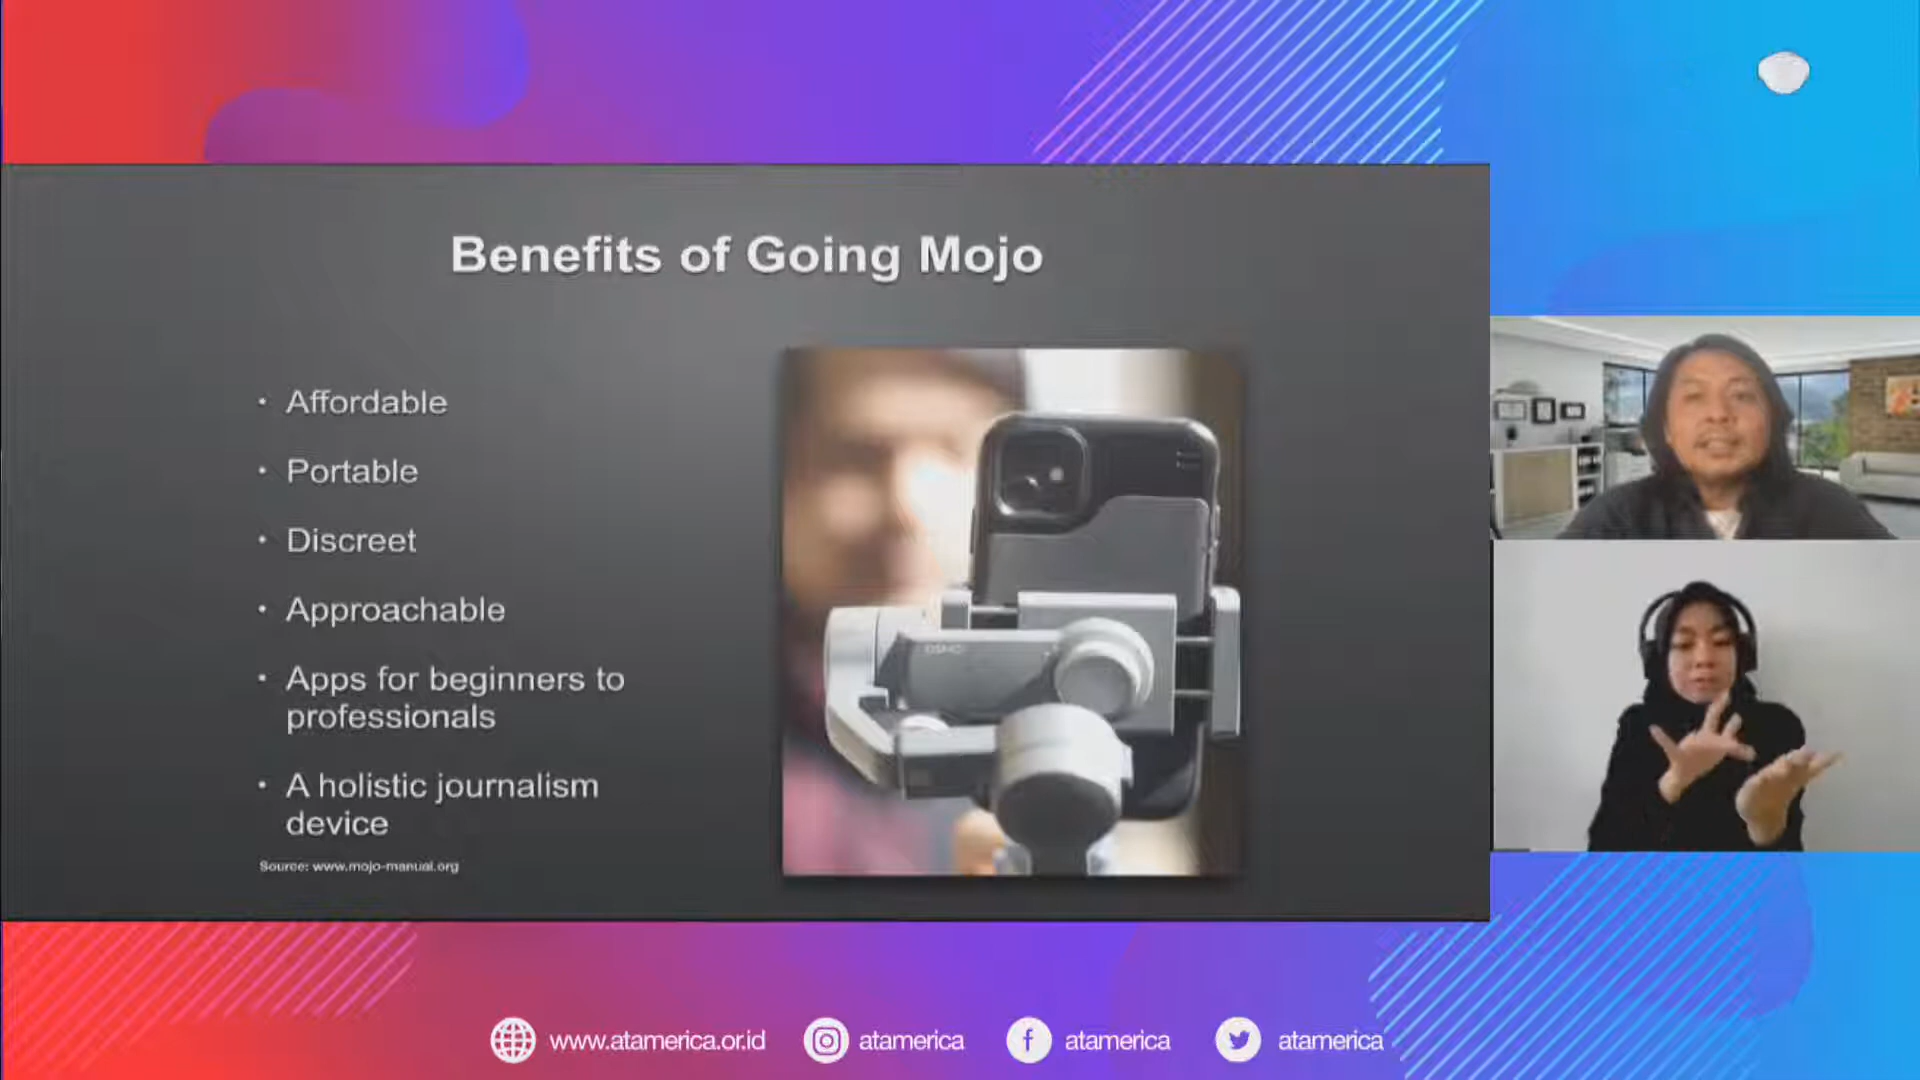 Benefits of Going Mojo
• Affordable
• Portable
• Discreet
• Approachable
• Apps for beginners to
professionals
• A holistic journalism
device
Source: www.mojo-manual.org
OSMO
www.atamerica.or.id
atamerica
atamerica
atamerica